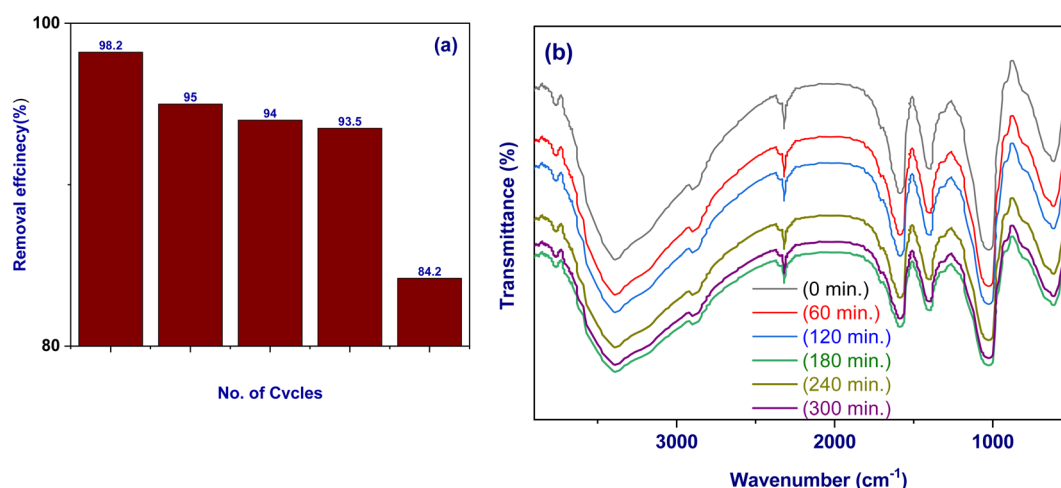 (a)
100
98.2
95
94
93.5
84.2
80
Removal effcinecy(%)
No. of Cycles
(b)
Transmittance (%)
(0 min.)
(60 min.)
(120 min.)
(180 min.)
(240 min.)
(300 min.)
3000
2000
1000
Wavenumber (cm⁻¹)